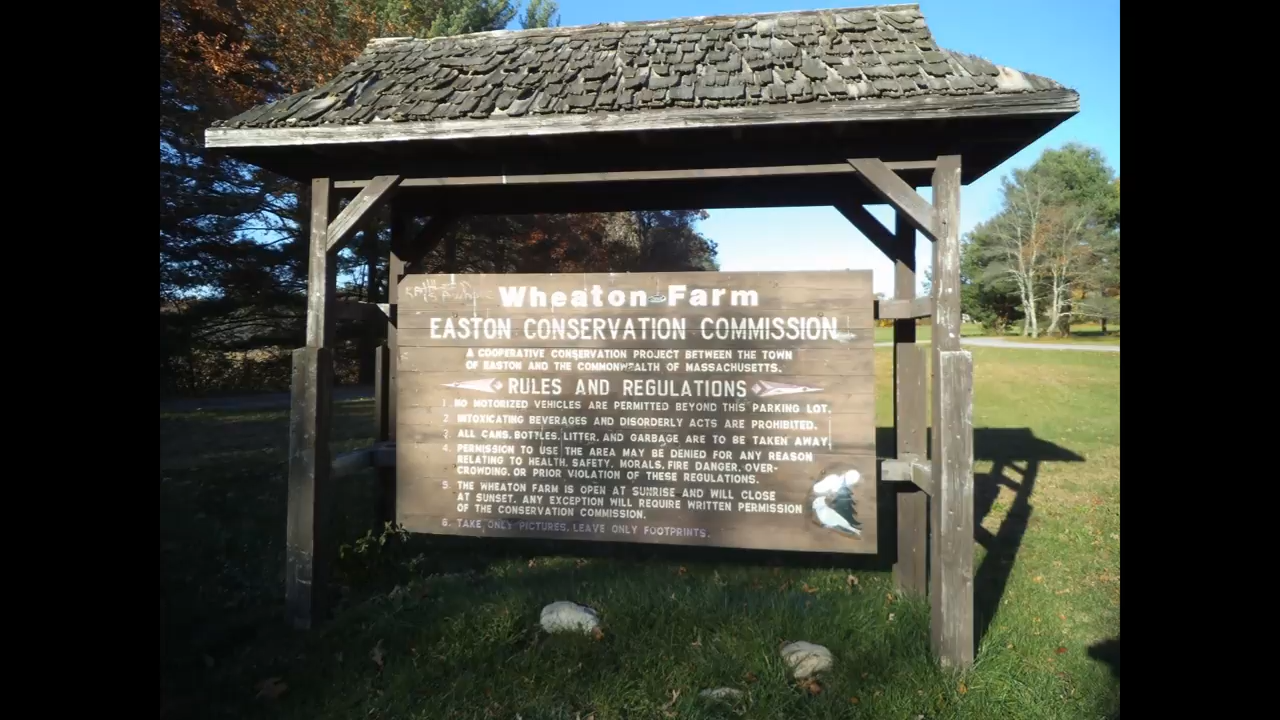 Wheaton Farm
EASTON CONSERVATION COMMISSION
A COOPERATIVE CONSERVATION PROJECT BETWEEN THE TOWN
OF EASTON AND THE COMMONWEALTH OF MASSACHUSETTS.
RULES AND REGULATIONS
1. NO MOTORIZED VEHICLES ARE PERMITTED BEYOND THIS PARKING LOT.
2. INTOXICATING BEVERAGES AND DISORDERLY ACTS ARE PROHIBITED.
3. ALL CANS, BOTTLES, LITTER, AND GARBAGE ARE TO BE TAKEN AWAY.
4. PERMISSION TO USE THE AREA MAY BE DENIED FOR ANY REASON
RELATING TO HEALTH, SAFETY, MORALS, FIRE DANGER, OVER-
CROWDING, OR PRIOR VIOLATION OF THESE REGULATIONS.
5. THE WHEATON FARM IS OPEN AT SUNRISE AND WILL CLOSE
AT SUNSET. ANY EXCEPTION WILL REQUIRE WRITTEN PERMISSION
OF THE CONSERVATION COMMISSION.
6. TAKE ONLY PICTURES, LEAVE ONLY FOOTPRINTS.